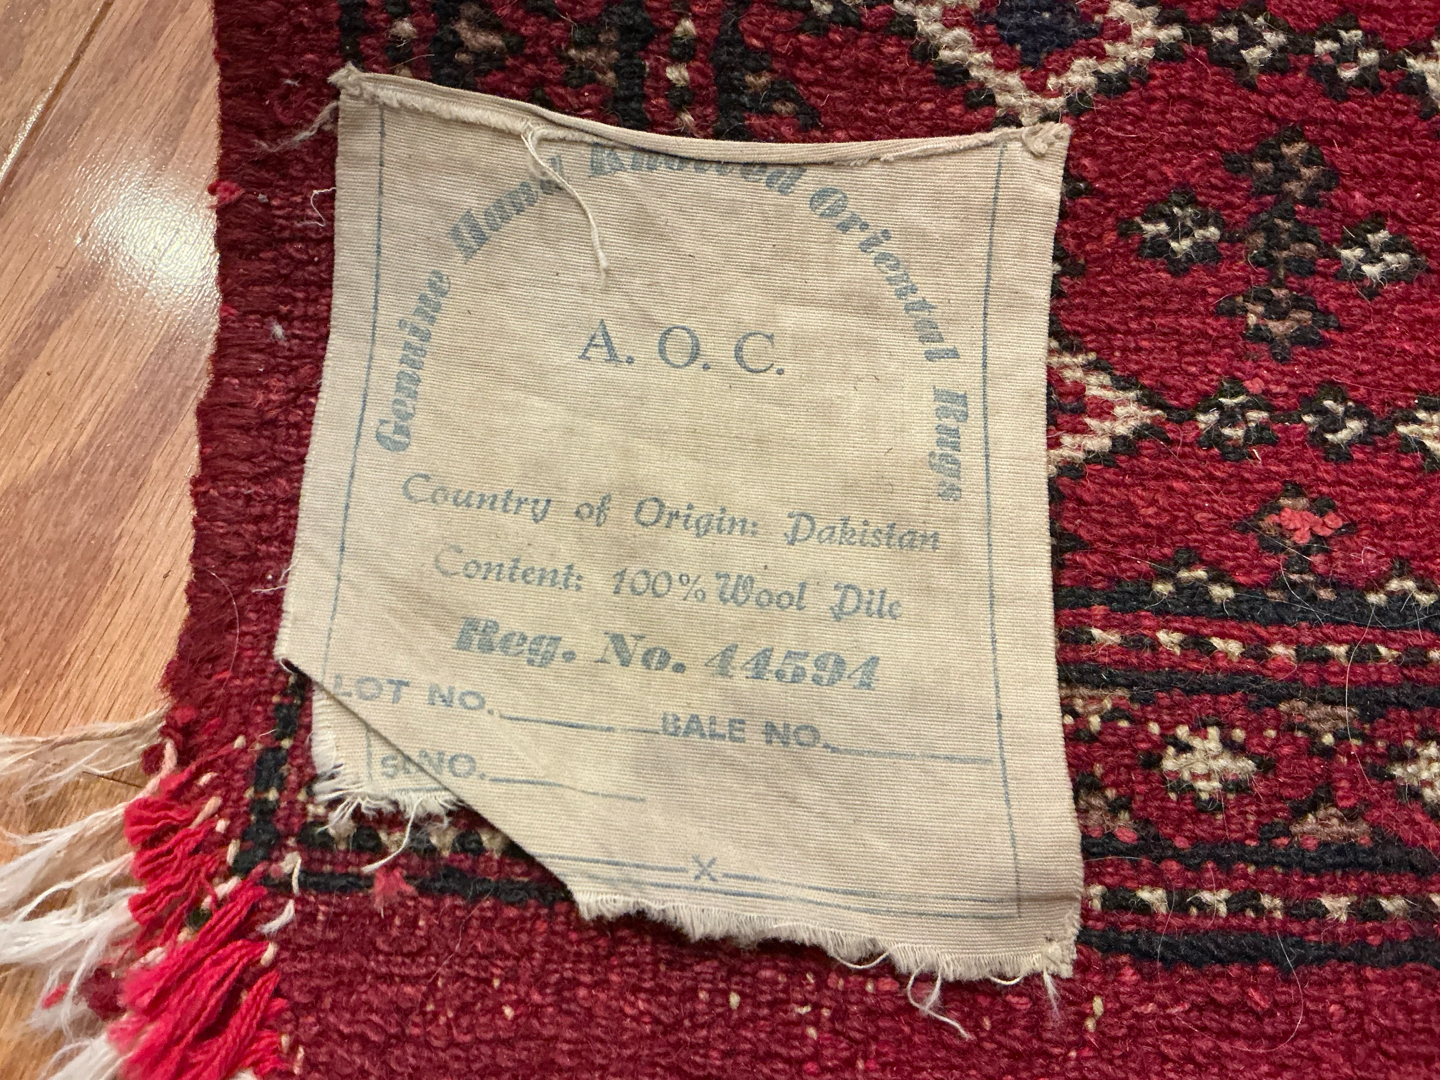 Genuine Hand Knotted Oriental Rugs
A. O. C.
Country of Origin: Pakistan
Content: 100% Wool Pile
Reg. No. 44594
LOT NO. BALE NO.
S. NO.
X